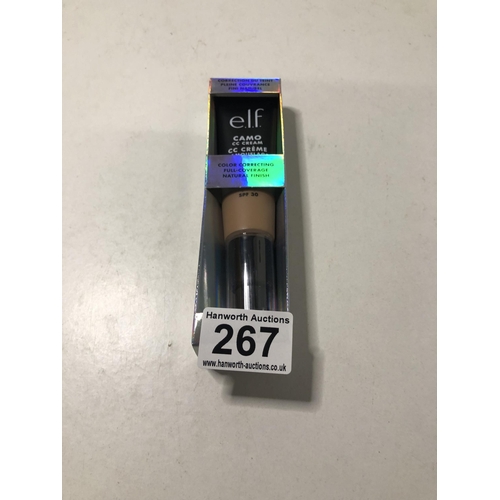 e.l.f.
CAMO
CC CREAM
CC CRÈME
COLOR CORRECTING
FULL-COVERAGE
NATURAL FINISH
SPF 30
Hanworth Auctions
267
www.hanworth-auctions.co.uk